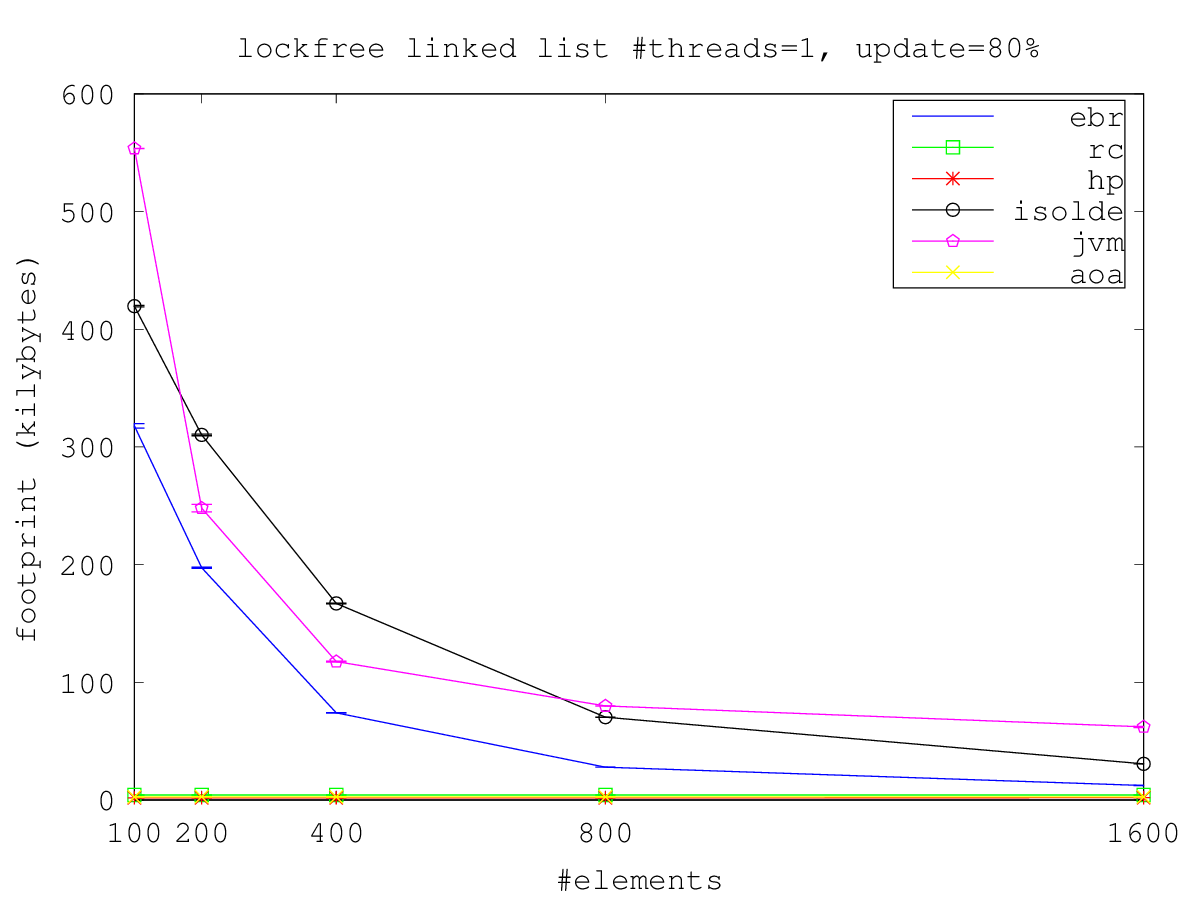 lockfree linked list #threads=1, update=80%
600
500
400
300
200
100
0
footprint (kilybytes)
ebr
rc
hp
isolde
jvm
aoa
100 200 400 800 1600
#elements